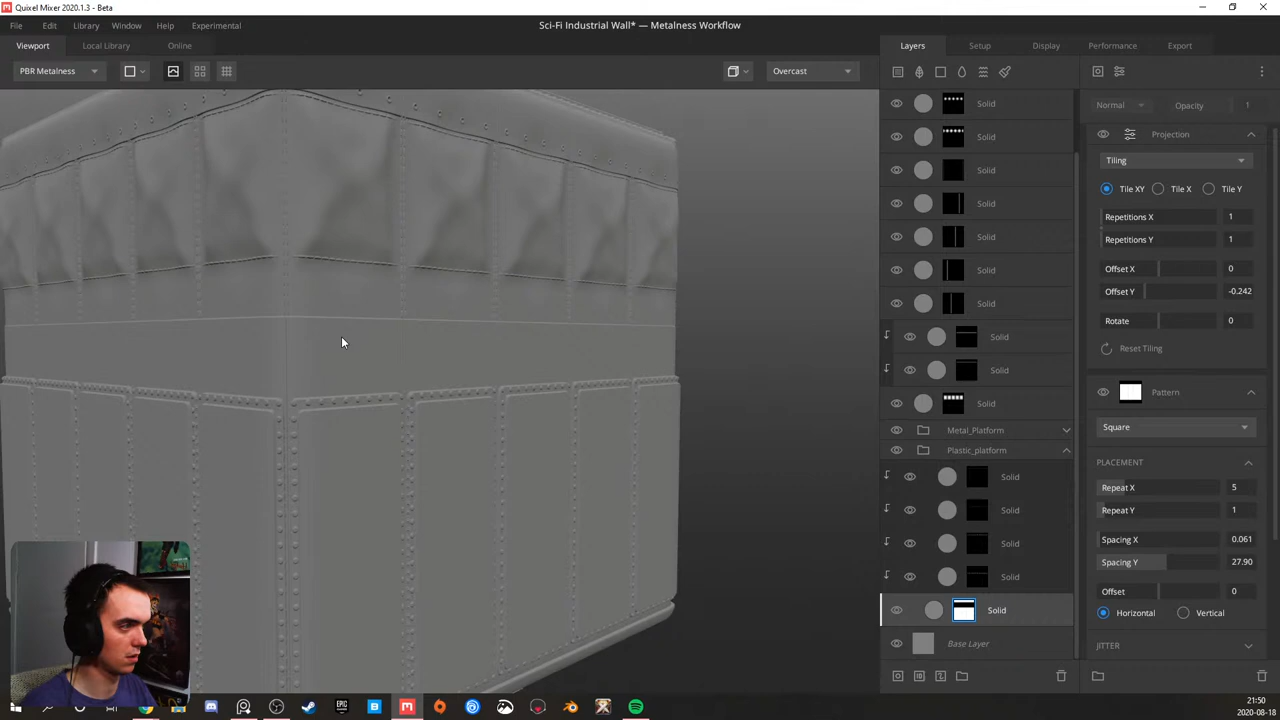 Quixel Mixer 2020.1.3 - Beta
File Edit Library Window Help Experimental
Sci-Fi Industrial Wall* — Metalness Workflow
Viewport Local Library Online
Layers Setup Display Performance Export
PBR Metalness
Overcast
Solid
Solid
Solid
Solid
Solid
Solid
Solid
Solid
Solid
Solid
Metal_Platform
Plastic_platform
Solid
Solid
Solid
Solid
Solid
Base Layer
Normal Opacity 1
Projection
Tiling
Tile XY Tile X Tile Y
Repetitions X 1
Repetitions Y 1
Offset X 0
Offset Y -0.242
Rotate 0
Reset Tiling
Pattern
Square
PLACEMENT
Repeat X 5
Repeat Y 1
Spacing X 0.061
Spacing Y 27.90
Offset 0
Horizontal Vertical
JITTER
EPIC
21:50
2020-08-18